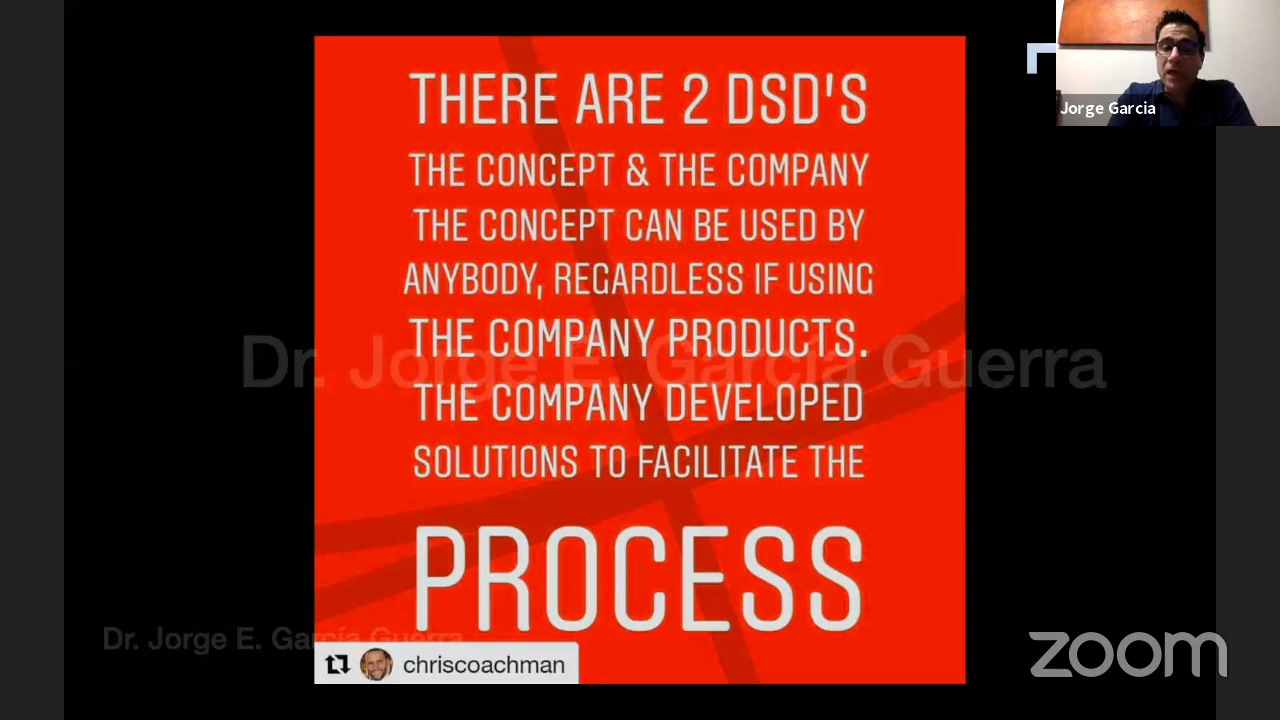 THERE ARE 2 DSD'S
THE CONCEPT & THE COMPANY
THE CONCEPT CAN BE USED BY
ANYBODY, REGARDLESS IF USING
THE COMPANY PRODUCTS.
THE COMPANY DEVELOPED
SOLUTIONS TO FACILITATE THE
PROCESS
chriscoachman
Dr. Jorge E. García Guerra
Dr. Jorge E. García Guerra
Jorge Garcia
zoom